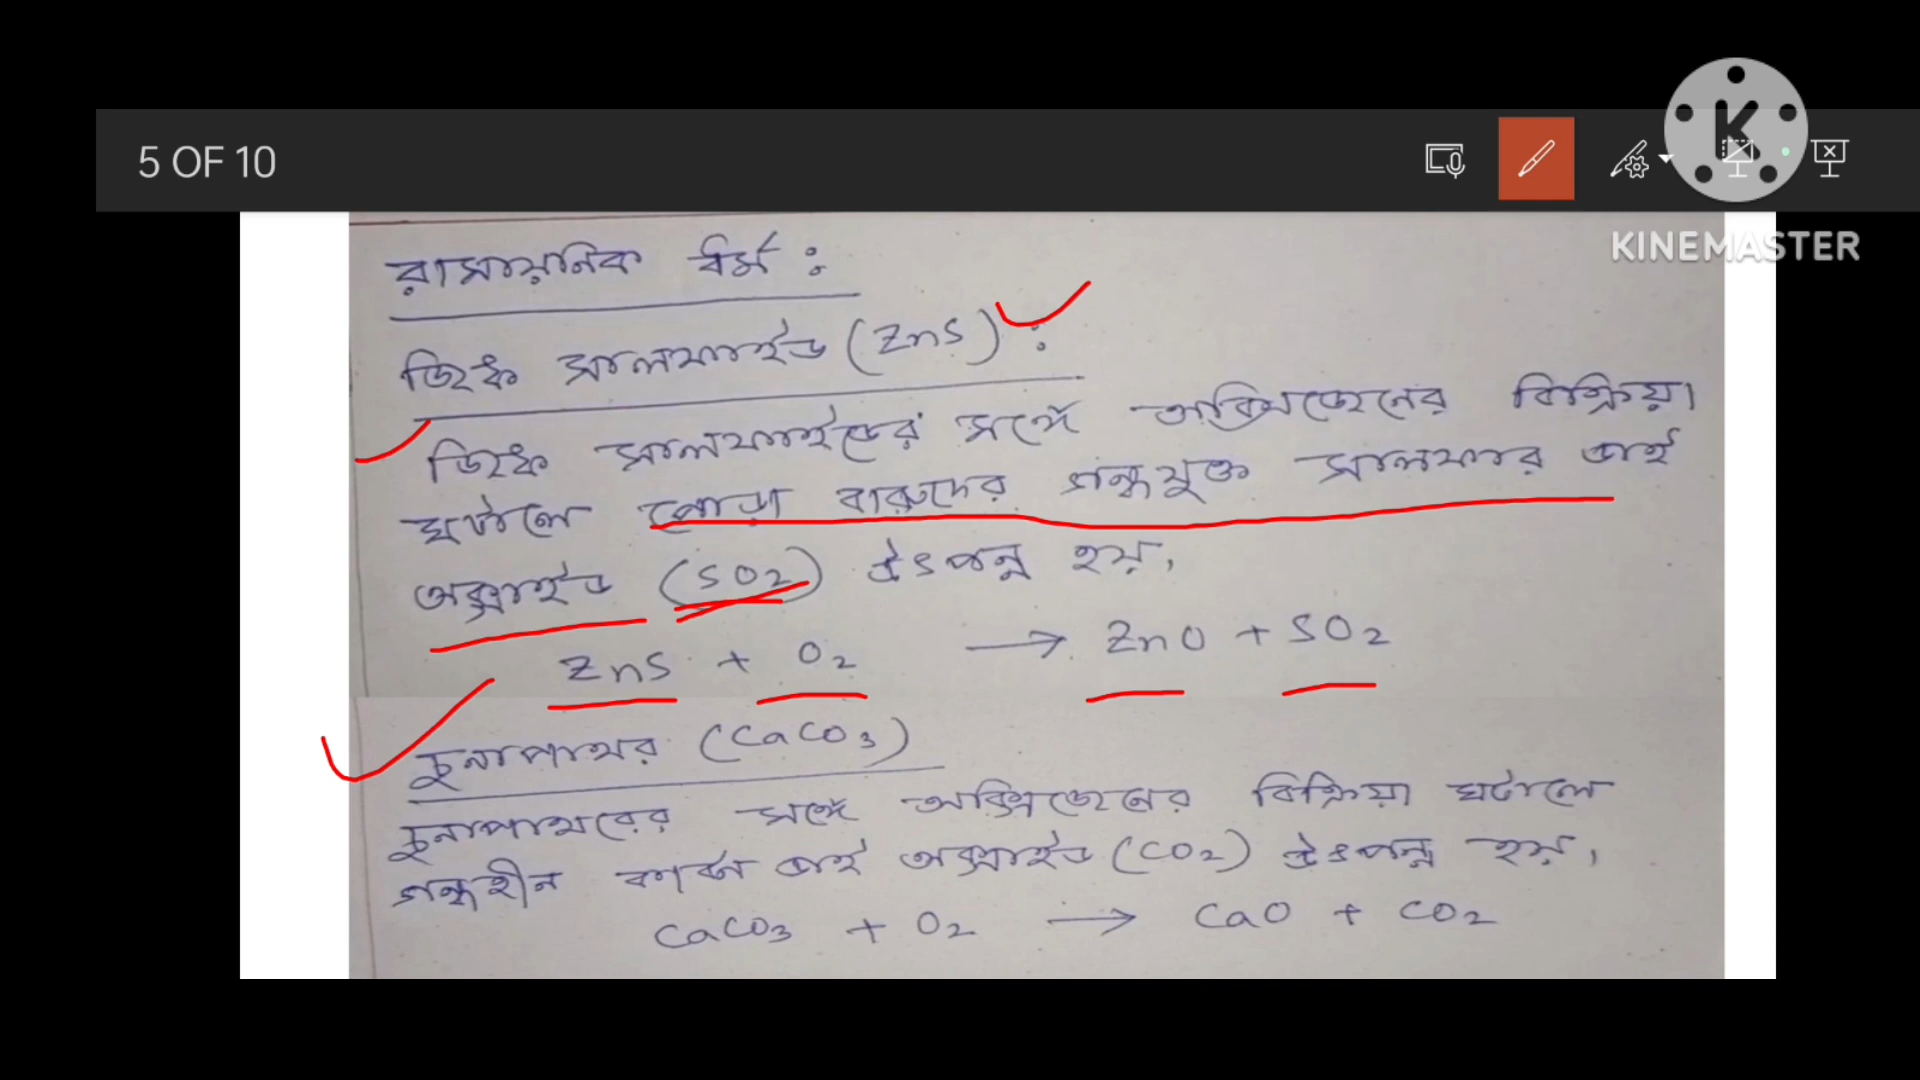 5 OF 10
KINEMASTER
রাসায়নিক ধর্ম :
জিংক সালফাইড (ZnS) :
জিংক সালফাইডের সঙ্গে অক্সিজেনের বিক্রিয়া
ঘটালে পোড়া বারুদের গন্ধযুক্ত সালফার ডাই
অক্সাইড (SO2) উৎপন্ন হয়,
ZnS + O2 → ZnO + SO2
চুনাপাথর (CaCO3)
চুনাপাথরের সঙ্গে অক্সিজেনের বিক্রিয়া ঘটালে
গন্ধহীন কার্বন ডাই অক্সাইড (CO2) উৎপন্ন হয়,
CaCO3 + O2 → CaO + CO2